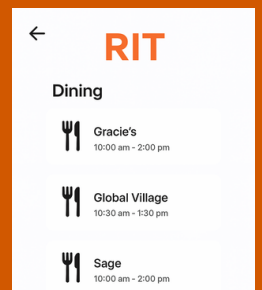 RIT
Dining
Gracie's
10:00 am - 2:00 pm
Global Village
10:30 am - 1:30 pm
Sage
10:00 am - 2:00 pm